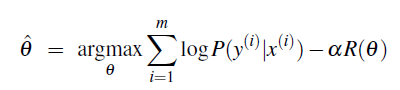 θ̂ = argmax_θ ∑_{i=1}^{m} log P(y^{(i)}|x^{(i)}) − αR(θ)